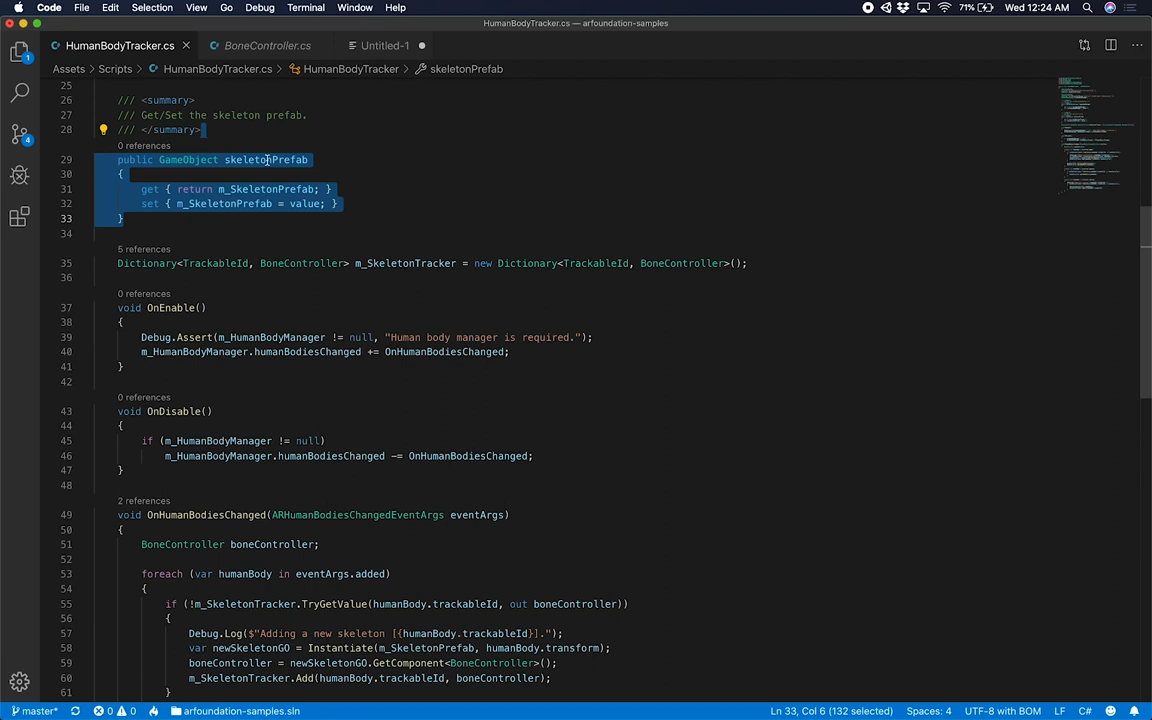 Code File Edit Selection View Go Debug Terminal Window Help 71% Wed 12:24 AM
HumanBodyTracker.cs — arfoundation-samples
HumanBodyTracker.cs BoneController.cs Untitled-1
Assets > Scripts > HumanBodyTracker.cs > HumanBodyTracker > skeletonPrefab
25
26 /// <summary>
27 /// Get/Set the skeleton prefab.
28 /// </summary>
0 references
29 public GameObject skeletonPrefab
30 {
31 get { return m_SkeletonPrefab; }
32 set { m_SkeletonPrefab = value; }
33 }
34
5 references
35 Dictionary<TrackableId, BoneController> m_SkeletonTracker = new Dictionary<TrackableId, BoneController>();
36
0 references
37 void OnEnable()
38 {
39 Debug.Assert(m_HumanBodyManager != null, "Human body manager is required.");
40 m_HumanBodyManager.humanBodiesChanged += OnHumanBodiesChanged;
41 }
42
0 references
43 void OnDisable()
44 {
45 if (m_HumanBodyManager != null)
46 m_HumanBodyManager.humanBodiesChanged -= OnHumanBodiesChanged;
47 }
48
2 references
49 void OnHumanBodiesChanged(ARHumanBodiesChangedEventArgs eventArgs)
50 {
51 BoneController boneController;
52
53 foreach (var humanBody in eventArgs.added)
54 {
55 if (!m_SkeletonTracker.TryGetValue(humanBody.trackableId, out boneController))
56 {
57 Debug.Log($"Adding a new skeleton [{humanBody.trackableId}].");
58 var newSkeletonGO = Instantiate(m_SkeletonPrefab, humanBody.transform);
59 boneController = newSkeletonGO.GetComponent<BoneController>();
60 m_SkeletonTracker.Add(humanBody.trackableId, boneController);
61 }
1
4
master* 0 0 arfoundation-samples.sln Ln 33, Col 6 (132 selected) Spaces: 4 UTF-8 with BOM LF C#